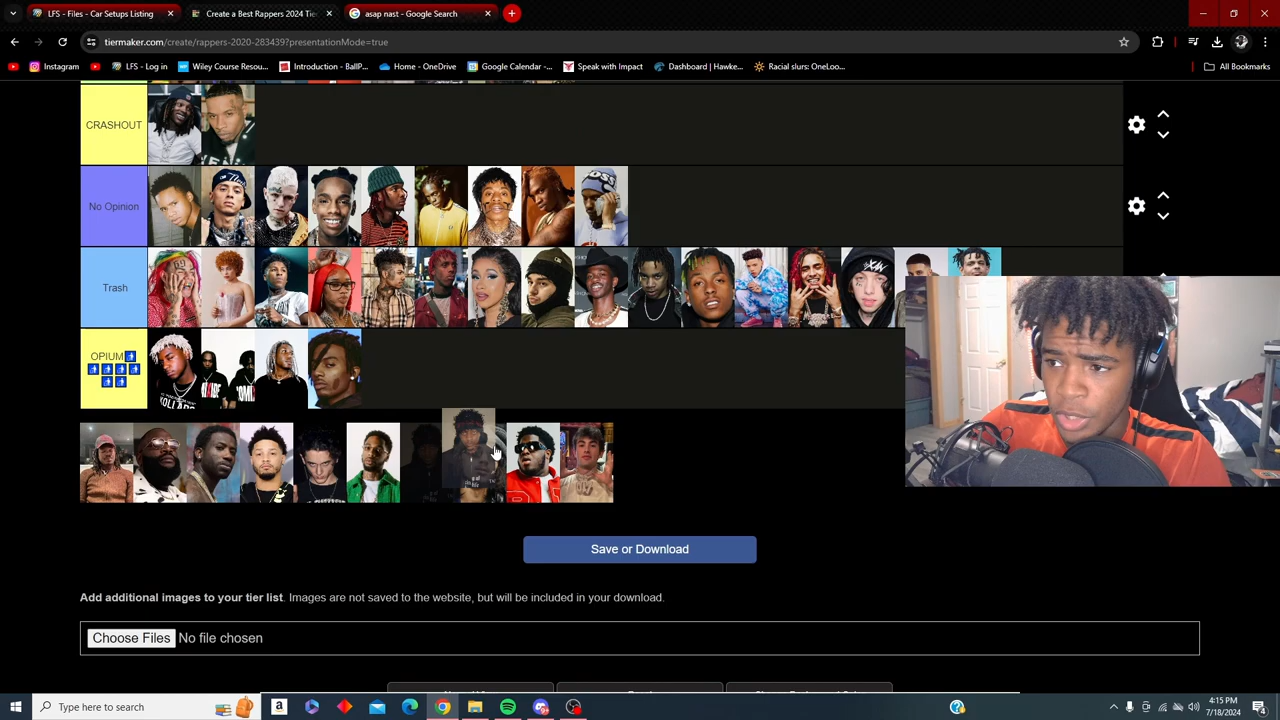 LFS - Files - Car Setups Listing
Create a Best Rappers 2024 Tie
asap nast - Google Search
tiermaker.com/create/rappers-2020-283439?presentationMode=true
Instagram
LFS - Log in
Wiley Course Resou...
Introduction - BallP...
Home - OneDrive
Google Calendar -...
Speak with Impact
Dashboard | Hawke...
Racial slurs: OneLoo...
All Bookmarks
CRASHOUT
No Opinion
Trash
OPIUM
Save or Download
Add additional images to your tier list. Images are not saved to the website, but will be included in your download.
Choose Files No file chosen
Type here to search
4:15 PM
7/18/2024